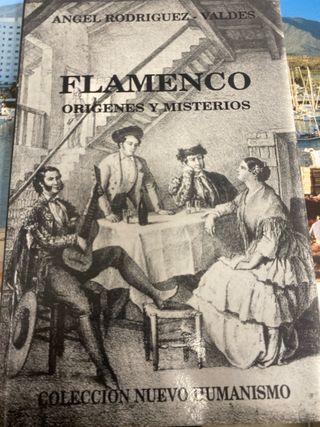 ANGEL RODRIGUEZ - VALDES
FLAMENCO
ORIGENES Y MISTERIOS
COLECCION NUEVO HUMANISMO